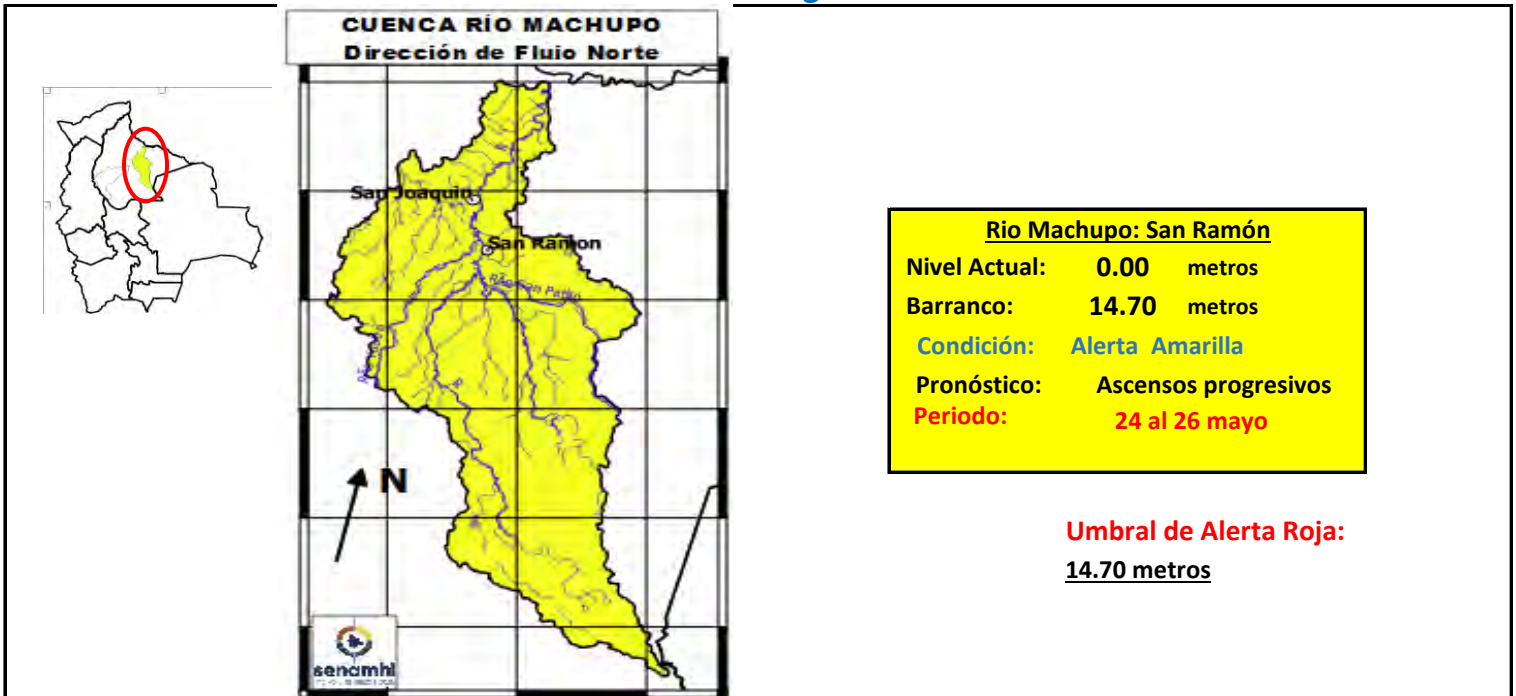 CUENCA RÍO MACHUPO
Dirección de Fluio Norte
San Joaquin
San Ramon
N
senamhi
Rio Machupo: San Ramón
Nivel Actual: 0.00 metros
Barranco: 14.70 metros
Condición: Alerta Amarilla
Pronóstico: Ascensos progresivos
Periodo: 24 al 26 mayo
Umbral de Alerta Roja:
14.70 metros